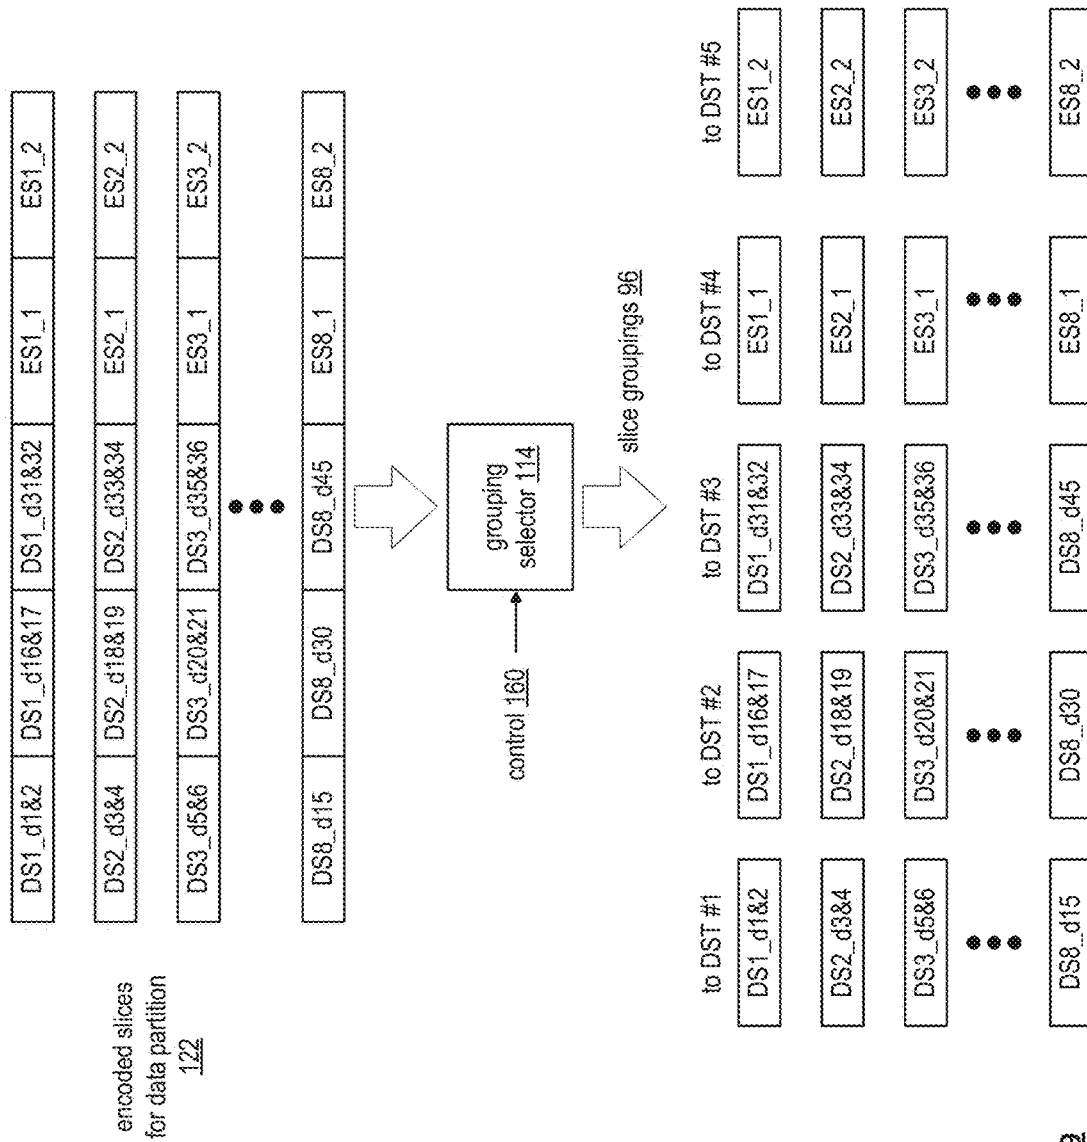 encoded slices
for data partition
122
DS1_d1&2 DS1_d16&17 DS1_d31&32 ES1_1 ES1_2
DS2_d3&4 DS2_d18&19 DS2_d33&34 ES2_1 ES2_2
DS3_d5&6 DS3_d20&21 DS3_d35&36 ES3_1 ES3_2
DS8_d15 DS8_d30 DS8_d45 ES8_1 ES8_2
control 160
grouping
selector 114
slice groupings 96
to DST #1 to DST #2 to DST #3 to DST #4 to DST #5
DS1_d1&2 DS1_d16&17 DS1_d31&32 ES1_1 ES1_2
DS2_d3&4 DS2_d18&19 DS2_d33&34 ES2_1 ES2_2
DS3_d5&6 DS3_d20&21 DS3_d35&36 ES3_1 ES3_2
DS8_d15 DS8_d30 DS8_d45 ES8_1 ES8_2